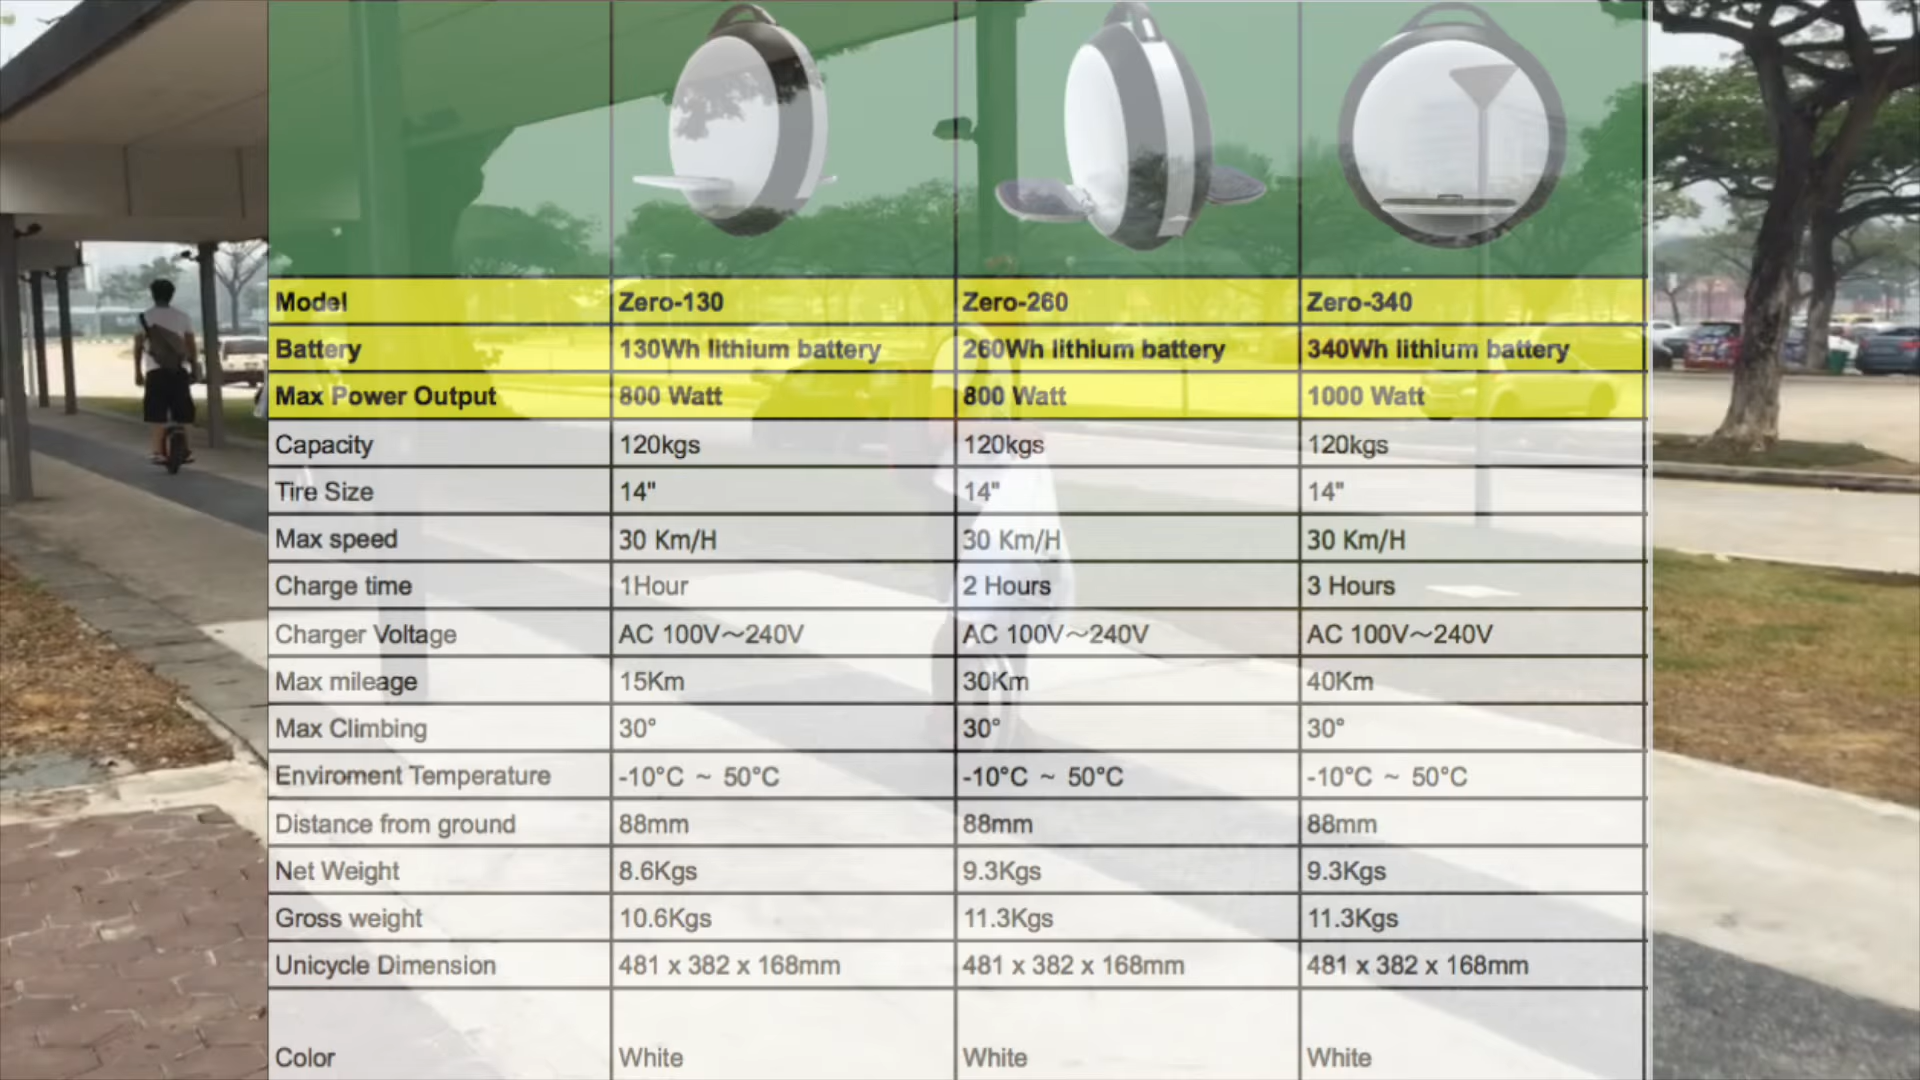 Model Zero-130 Zero-260 Zero-340
Battery 130Wh lithium battery 260Wh lithium battery 340Wh lithium battery
Max Power Output 800 Watt 800 Watt 1000 Watt
Capacity 120kgs 120kgs 120kgs
Tire Size 14" 14" 14"
Max speed 30 Km/H 30 Km/H 30 Km/H
Charge time 1Hour 2 Hours 3 Hours
Charger Voltage AC 100V~240V AC 100V~240V AC 100V~240V
Max mileage 15Km 30Km 40Km
Max Climbing 30° 30° 30°
Enviroment Temperature -10°C ~ 50°C -10°C ~ 50°C -10°C ~ 50°C
Distance from ground 88mm 88mm 88mm
Net Weight 8.6Kgs 9.3Kgs 9.3Kgs
Gross weight 10.6Kgs 11.3Kgs 11.3Kgs
Unicycle Dimension 481 x 382 x 168mm 481 x 382 x 168mm 481 x 382 x 168mm
Color White White White